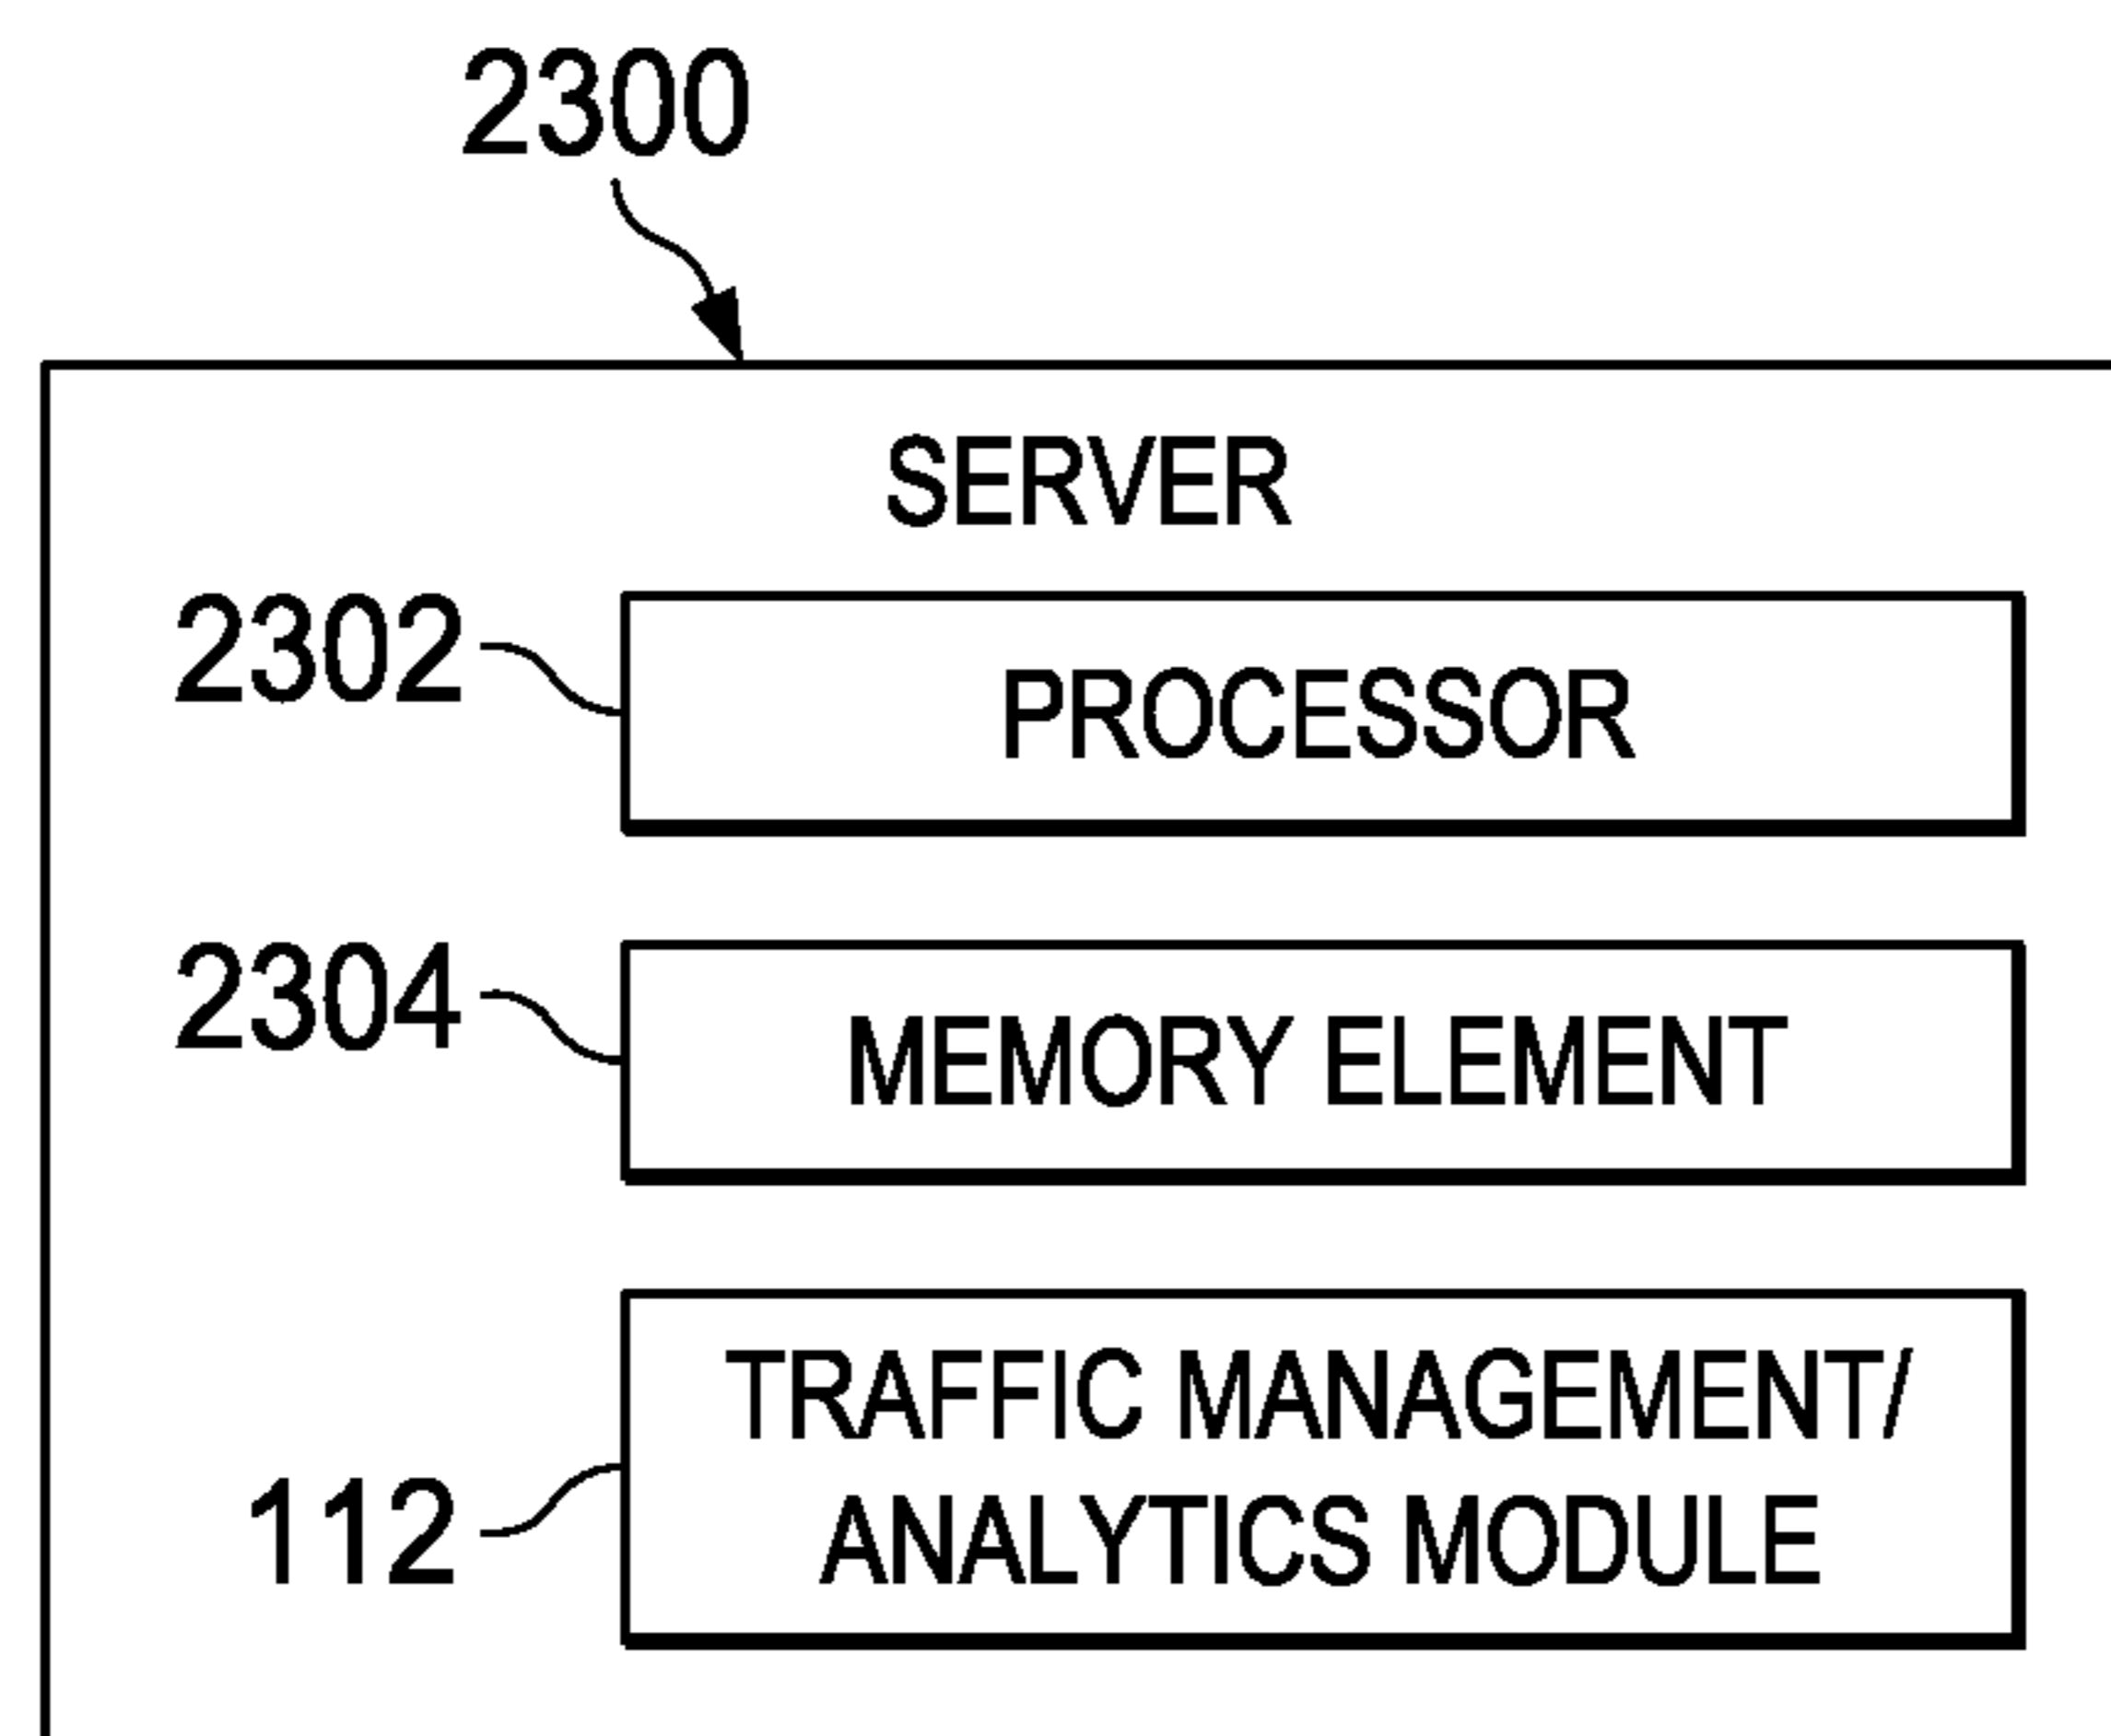 2300
SERVER
2302
PROCESSOR
2304
MEMORY ELEMENT
TRAFFIC MANAGEMENT/
112
ANALYTICS MODULE